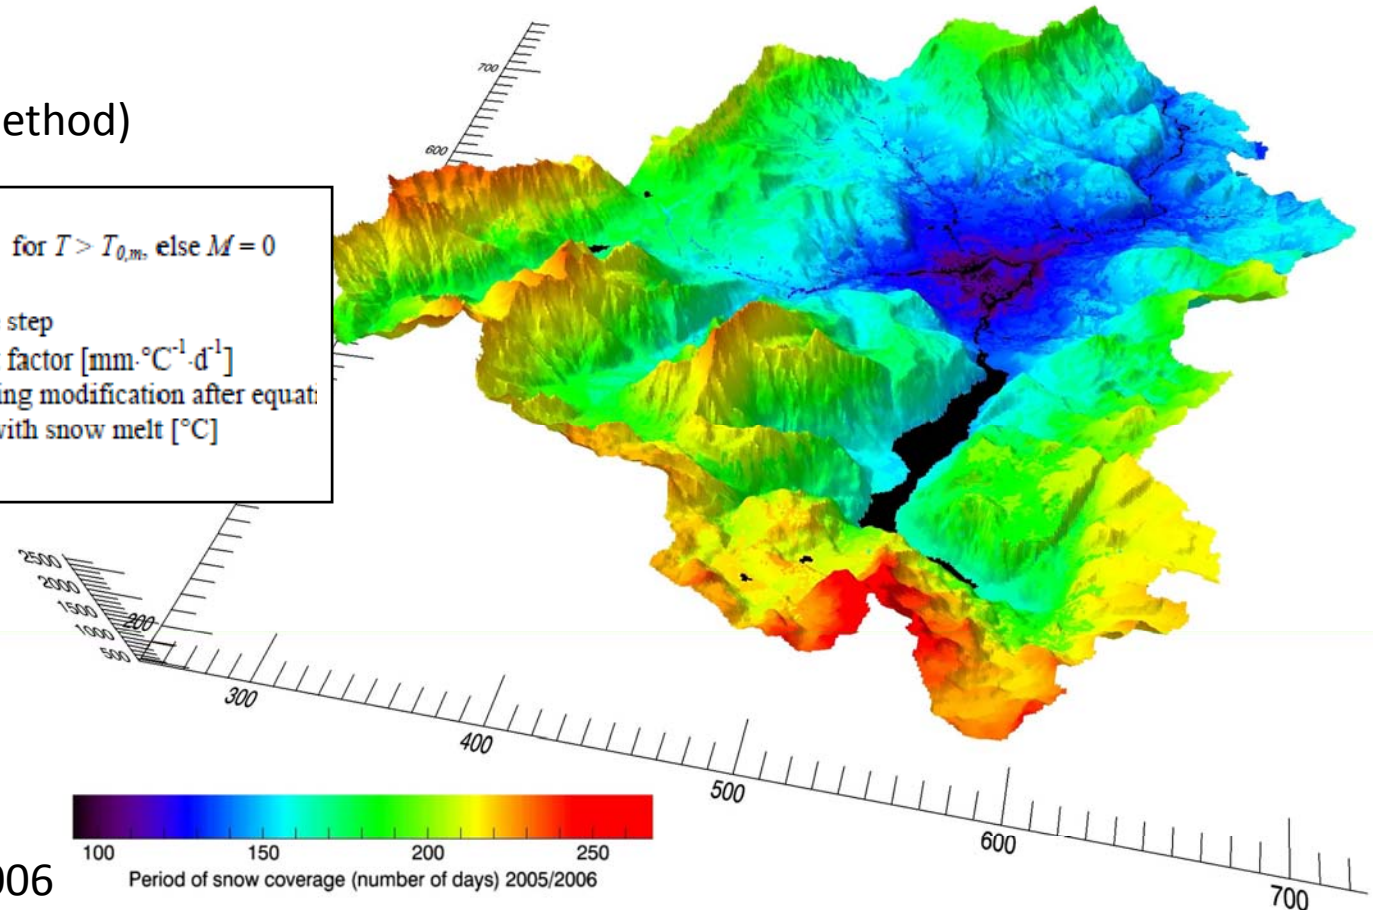 ethod)
for T > T0,m, else M = 0
step
factor [mm·°C-1·d-1]
ing modification after equati
with snow melt [°C]
700
600
200
2500
2000
1500
1000
500
300
400
500
600
700
100 150 200 250
Period of snow coverage (number of days) 2005/2006
006